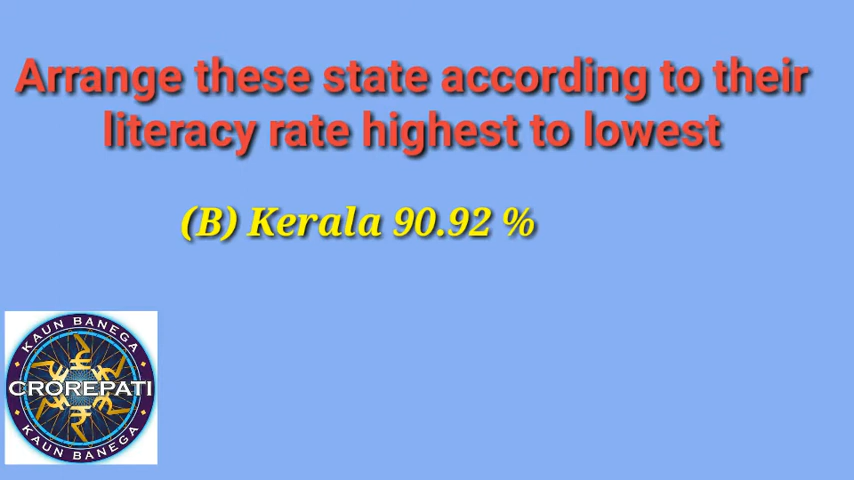 Arrange these state according to their
literacy rate highest to lowest
(B) Kerala 90.92 %
KAUN BANEGA
CROREPATI
KAUN BANEGA